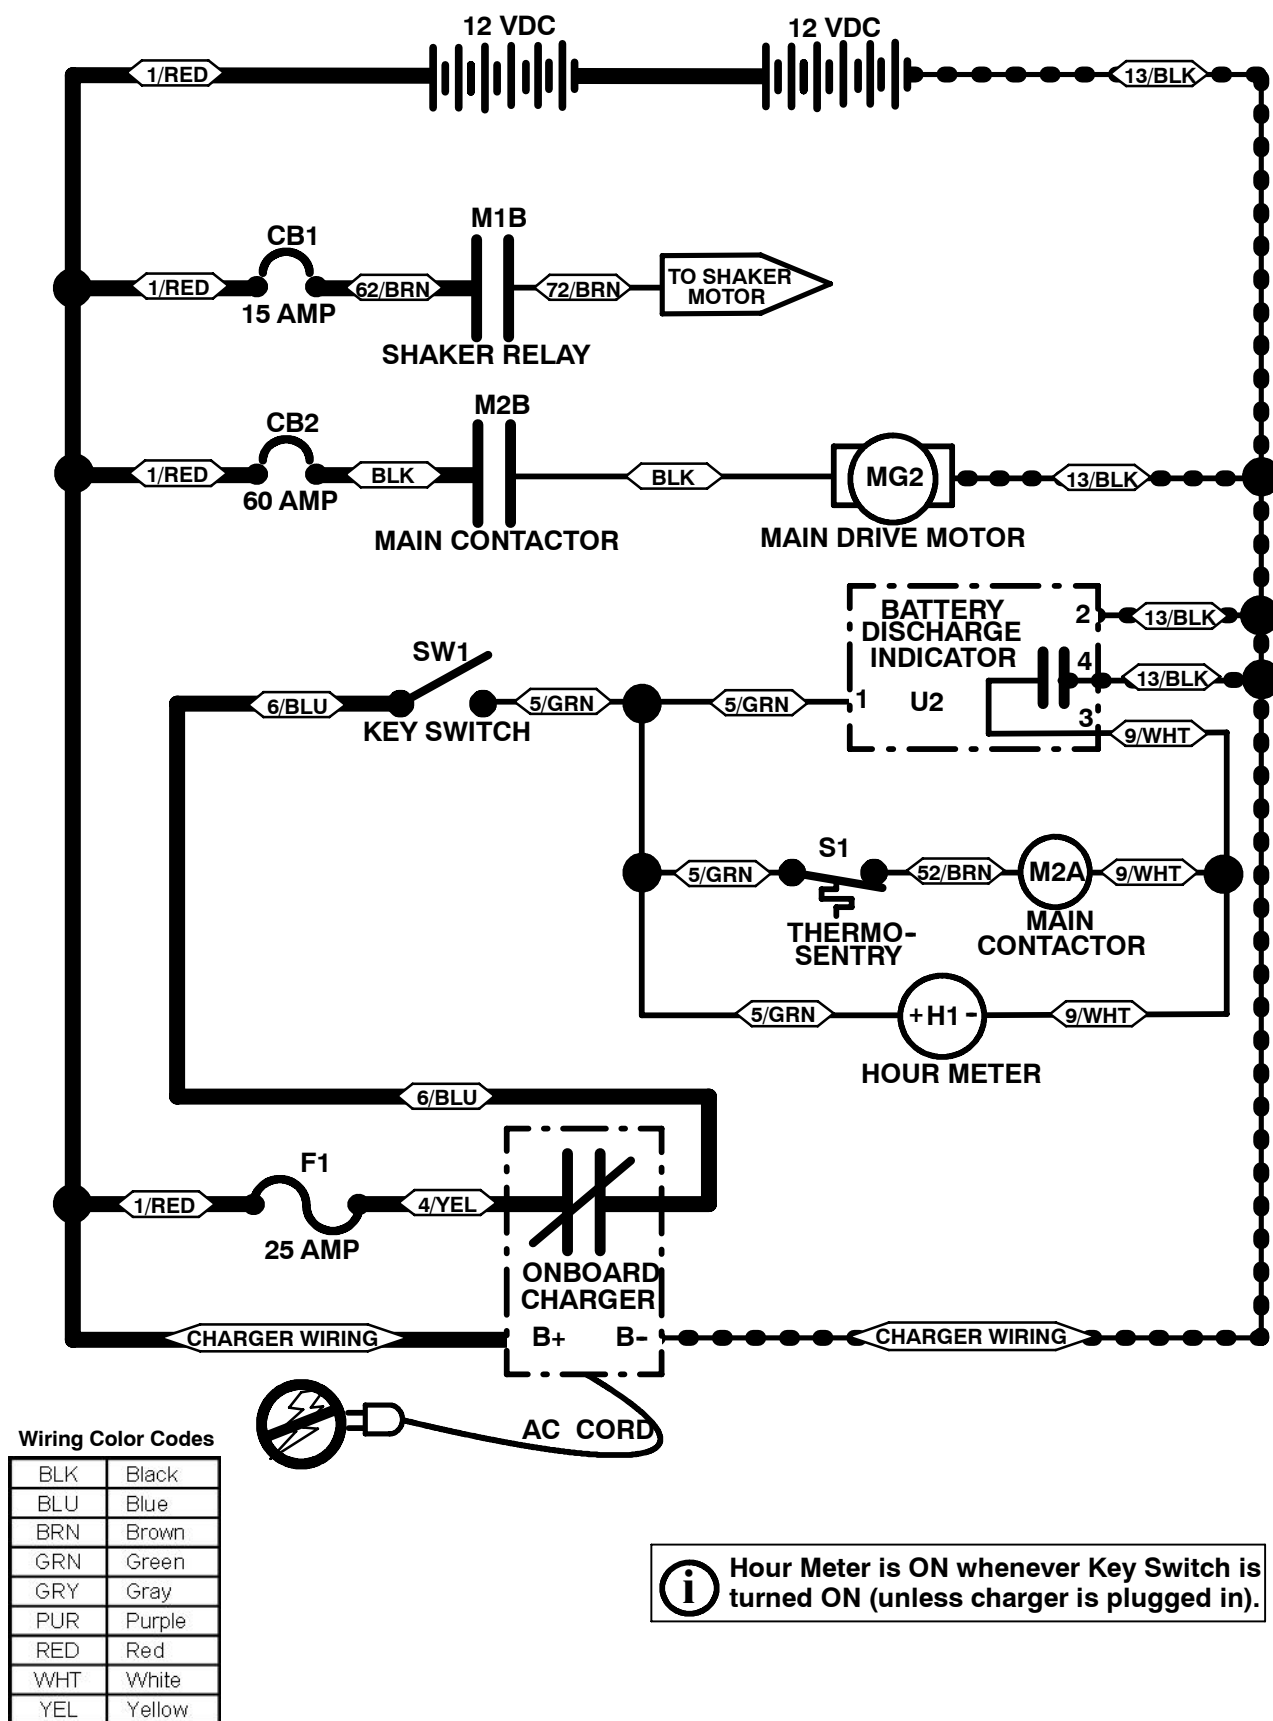 12 VDC
12 VDC
1/RED
13/BLK
M1B
CB1
1/RED
62/BRN
72/BRN
TO SHAKER
MOTOR
15 AMP
SHAKER RELAY
M2B
CB2
1/RED
BLK
BLK
MG2
13/BLK
60 AMP
MAIN CONTACTOR
MAIN DRIVE MOTOR
BATTERY
DISCHARGE
INDICATOR
2
13/BLK
SW1
4
13/BLK
6/BLU
5/GRN
5/GRN
1
U2
3
KEY SWITCH
9/WHT
S1
5/GRN
52/BRN
M2A
9/WHT
THERMO-
SENTRY
MAIN
CONTACTOR
5/GRN
+H1-
9/WHT
HOUR METER
6/BLU
F1
1/RED
4/YEL
25 AMP
ONBOARD
CHARGER
CHARGER WIRING
B+
B-
CHARGER WIRING
AC CORD
Wiring Color Codes
BLK Black
BLU Blue
BRN Brown
GRN Green
GRY Gray
PUR Purple
RED Red
WHT White
YEL Yellow
i
Hour Meter is ON whenever Key Switch is
turned ON (unless charger is plugged in).